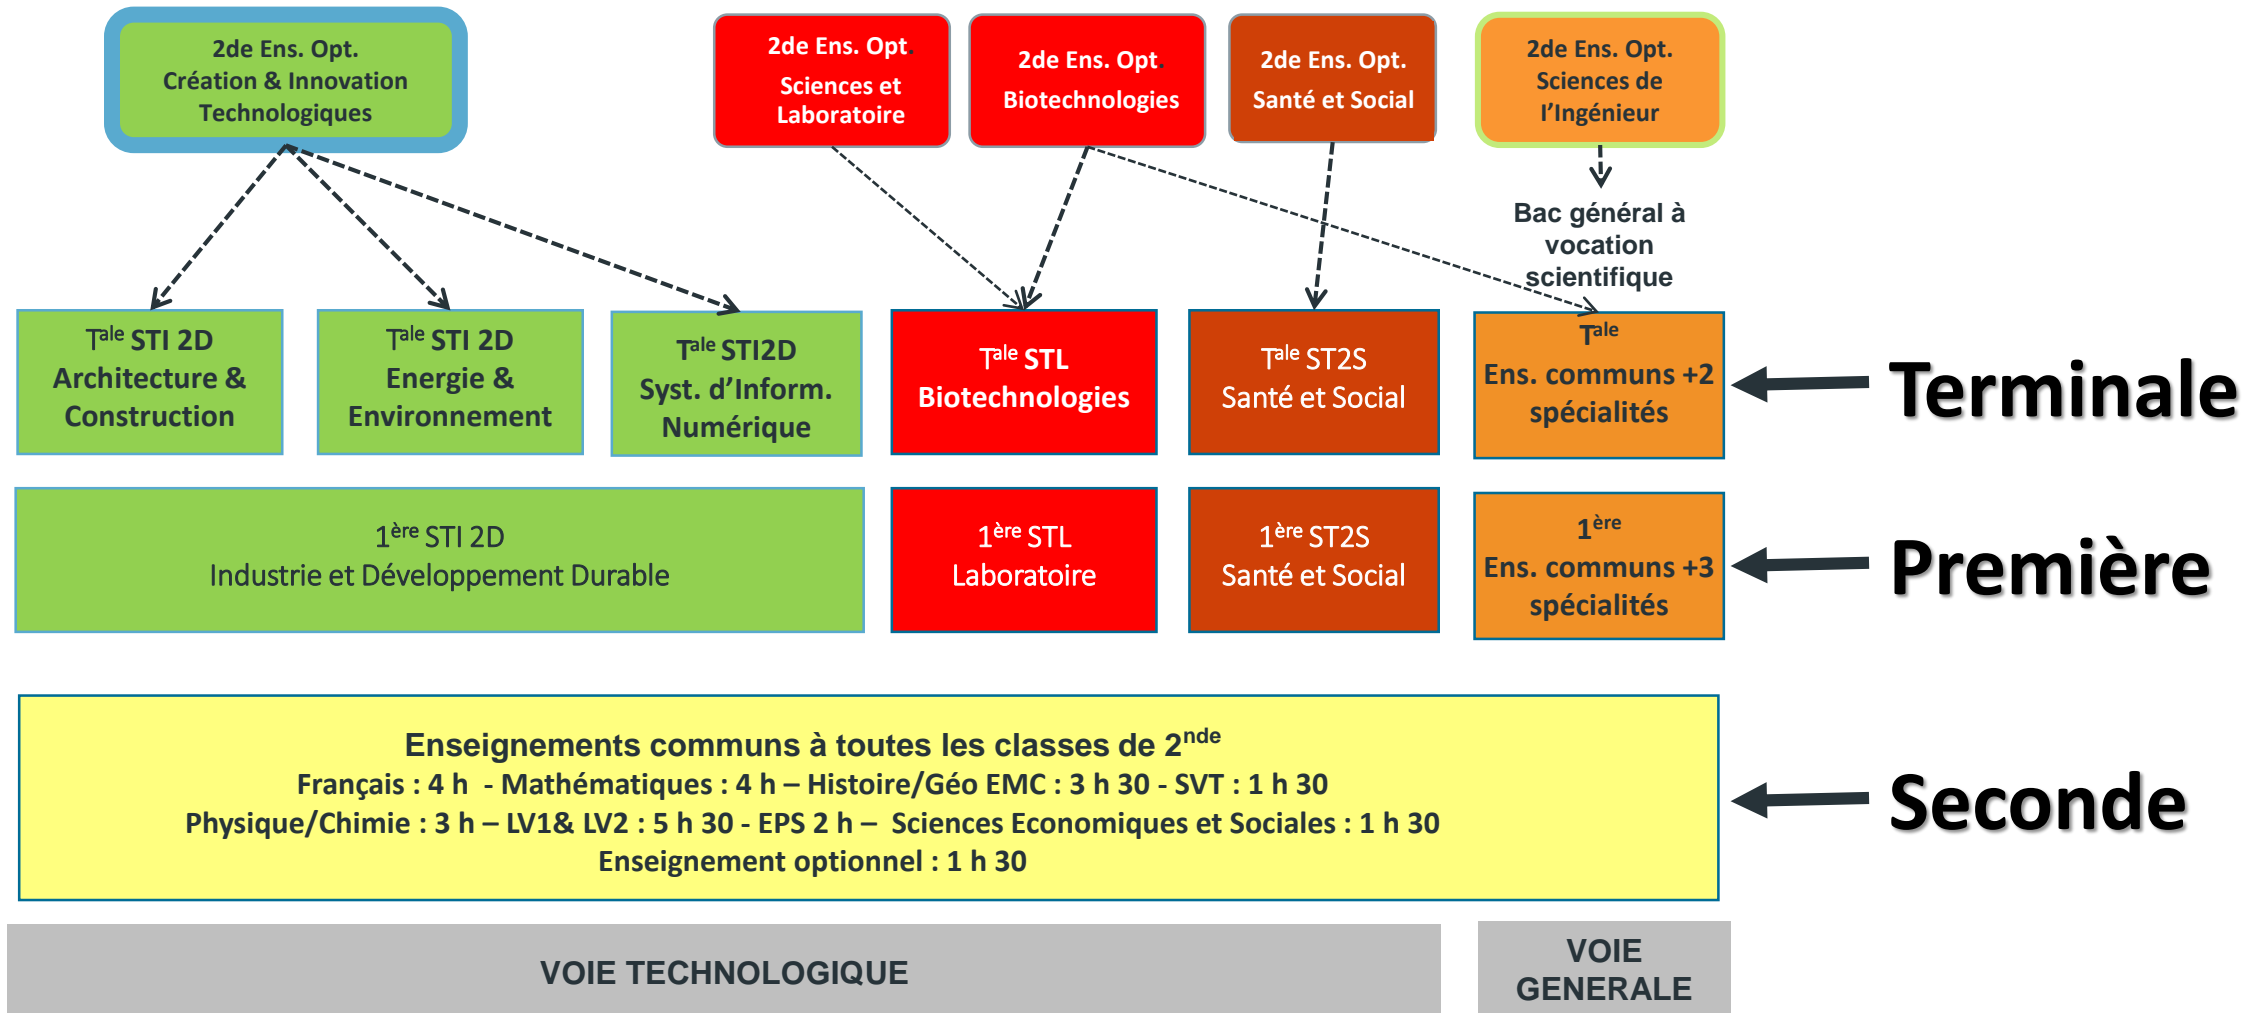 2de Ens. Opt.
Création & Innovation
Technologiques
2de Ens. Opt.
Sciences et
Laboratoire
2de Ens. Opt.
Biotechnologies
2de Ens. Opt.
Santé et Social
2de Ens. Opt.
Sciences de
l’Ingénieur
Bac général à
vocation
scientifique
Tale STI 2D
Architecture &
Construction
Tale STI 2D
Energie &
Environnement
Tale STI2D
Syst. d’Inform.
Numérique
Tale STL
Biotechnologies
Tale ST2S
Santé et Social
Tale
Ens. communs +2
spécialités
Terminale
1ère STI 2D
Industrie et Développement Durable
1ère STL
Laboratoire
1ère ST2S
Santé et Social
1ère
Ens. communs +3
spécialités
Première
Enseignements communs à toutes les classes de 2nde
Français : 4 h - Mathématiques : 4 h – Histoire/Géo EMC : 3 h 30 - SVT : 1 h 30
Physique/Chimie : 3 h – LV1& LV2 : 5 h 30 - EPS 2 h – Sciences Economiques et Sociales : 1 h 30
Enseignement optionnel : 1 h 30
Seconde
VOIE TECHNOLOGIQUE
VOIE
GENERALE